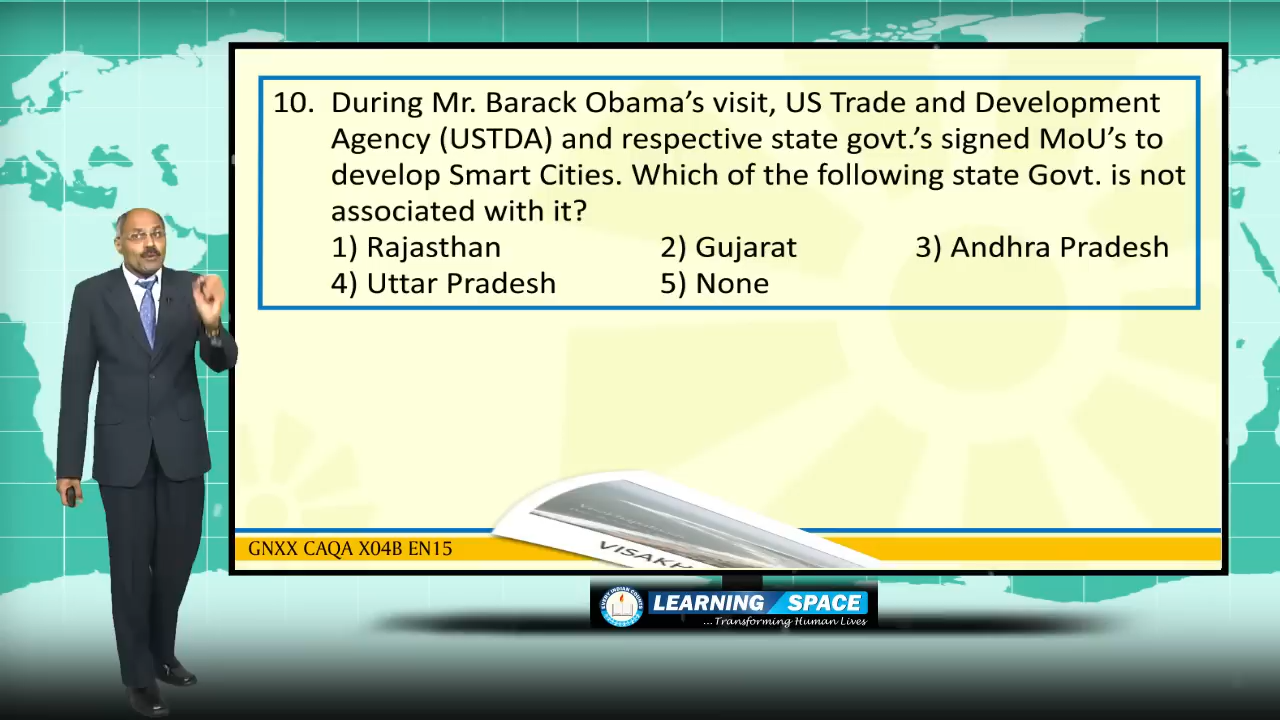 10. During Mr. Barack Obama's visit, US Trade and Development
Agency (USTDA) and respective state govt.'s signed MoU's to
develop Smart Cities. Which of the following state Govt. is not
associated with it?
1) Rajasthan 2) Gujarat 3) Andhra Pradesh
4) Uttar Pradesh 5) None
VISAKH
GNXX CAQA X04B EN15
LEARNING SPACE
...Transforming Human Lives